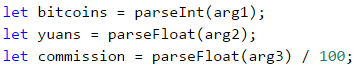 let bitcoins = parseInt(arg1);
let yuans = parseFloat(arg2);
let commission = parseFloat(arg3) / 100;